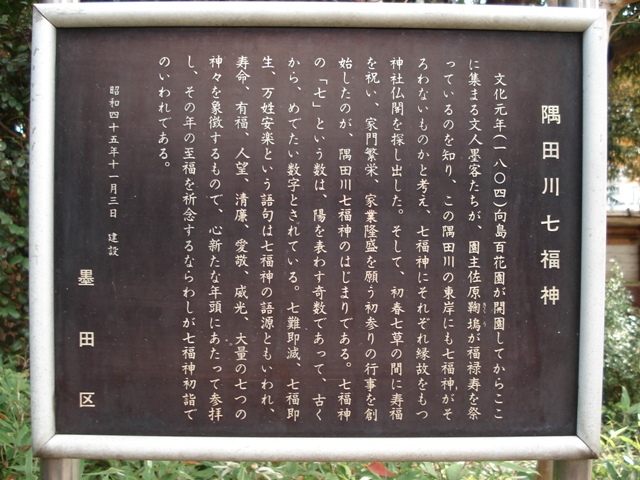 隅田川七福神
文化元年(一八〇四)向島百花園が開園してからここ
に集まる文人墨客たちが、園主佐原鞠塢が福禄寿を祭
きくう
っているのを知り、この隅田川の東岸にも七福神がそ
ろわないものかと考え、七福神にそれぞれ縁故をもつ
神社仏閣を探し出した。そして、初春七草の間に寿福
を祝い、家門繁栄、家業隆盛を願う初参りの行事を創
始したのが、隅田川七福神のはじまりである。七福神
の「七」という数は、陽を表わす奇数であって、古く
から、めでたい数字とされている。七難即滅、七福即
生、万姓安楽という語句は七福神の語源ともいわれ、
寿命、有福、人望、清廉、愛敬、威光、大量の七つの
神々を象徴するもので、心新たな年頭にあたって参拝
し、その年の至福を祈念するならわしが七福神初詣で
のいわれである。
昭和四十五年十一月三日 建設
墨田区